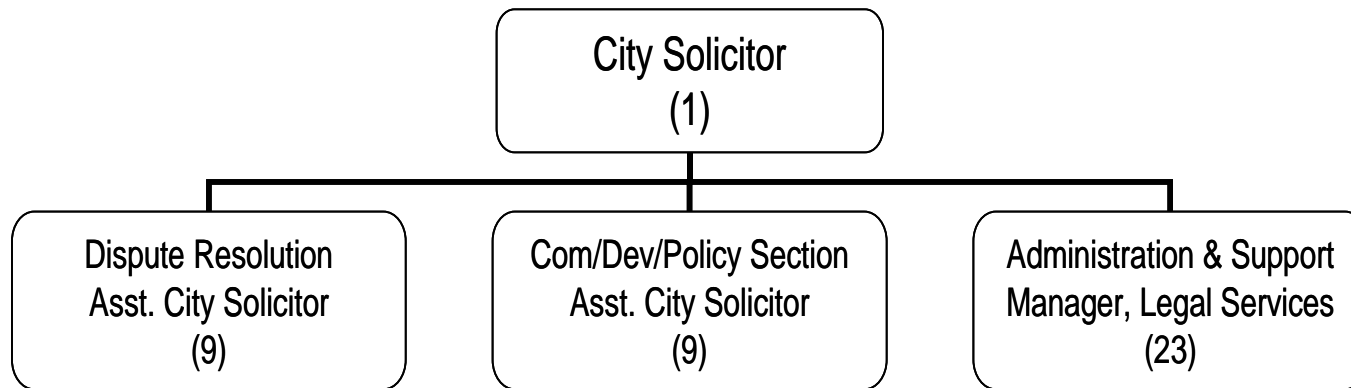 City Solicitor
(1)
Dispute Resolution
Asst. City Solicitor
(9)
Com/Dev/Policy Section
Asst. City Solicitor
(9)
Administration & Support
Manager, Legal Services
(23)